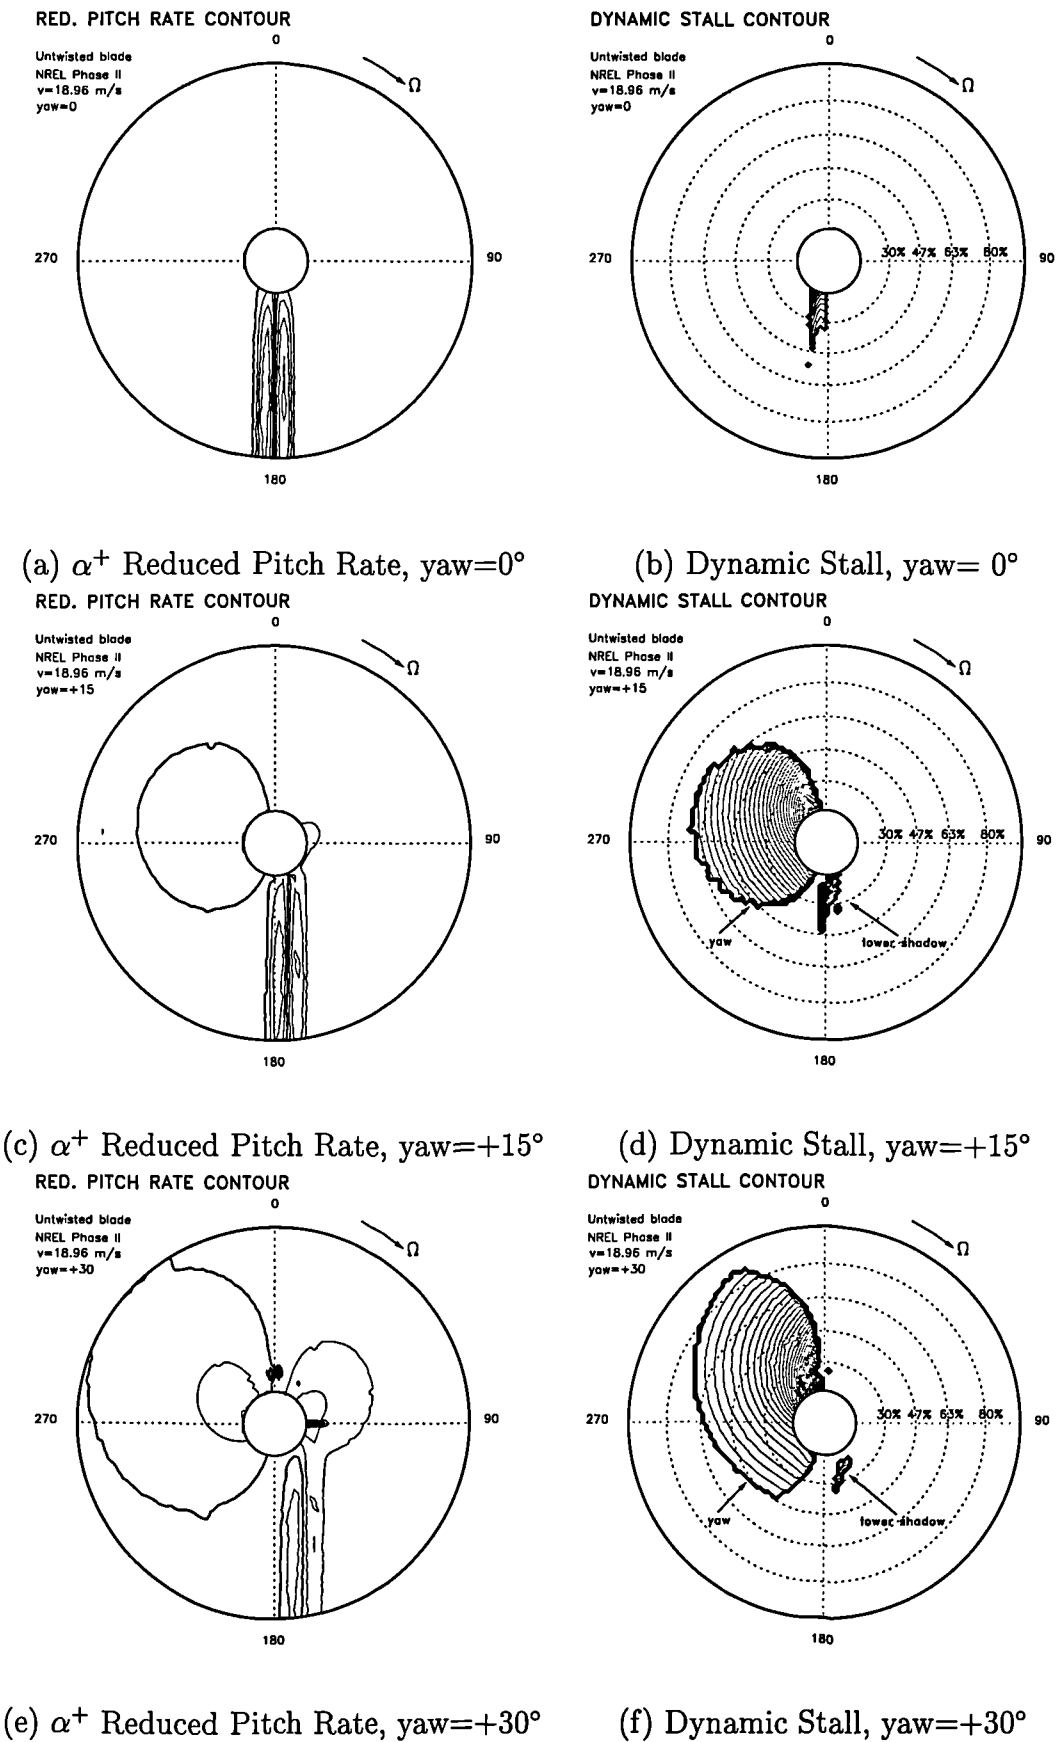 RED. PITCH RATE CONTOUR
0
Untwisted blade
NREL Phase II
v=18.96 m/s
yaw=0
Ω
270
90
180
DYNAMIC STALL CONTOUR
0
Untwisted blade
NREL Phase II
v=18.96 m/s
yaw=0
Ω
270
30% 47% 63% 80%
90
180
(a) α⁺ Reduced Pitch Rate, yaw=0°
(b) Dynamic Stall, yaw= 0°
RED. PITCH RATE CONTOUR
0
Untwisted blade
NREL Phase II
v=18.96 m/s
yaw=+15
Ω
270
90
180
DYNAMIC STALL CONTOUR
0
Untwisted blade
NREL Phase II
v=18.96 m/s
yaw=+15
Ω
270
30% 47% 63% 80%
90
yaw
tower shadow
180
(c) α⁺ Reduced Pitch Rate, yaw=+15°
(d) Dynamic Stall, yaw=+15°
RED. PITCH RATE CONTOUR
0
Untwisted blade
NREL Phase II
v=18.96 m/s
yaw=+30
Ω
270
90
180
DYNAMIC STALL CONTOUR
0
Untwisted blade
NREL Phase II
v=18.96 m/s
yaw=+30
Ω
270
30% 47% 63% 80%
90
yaw
tower shadow
180
(e) α⁺ Reduced Pitch Rate, yaw=+30°
(f) Dynamic Stall, yaw=+30°